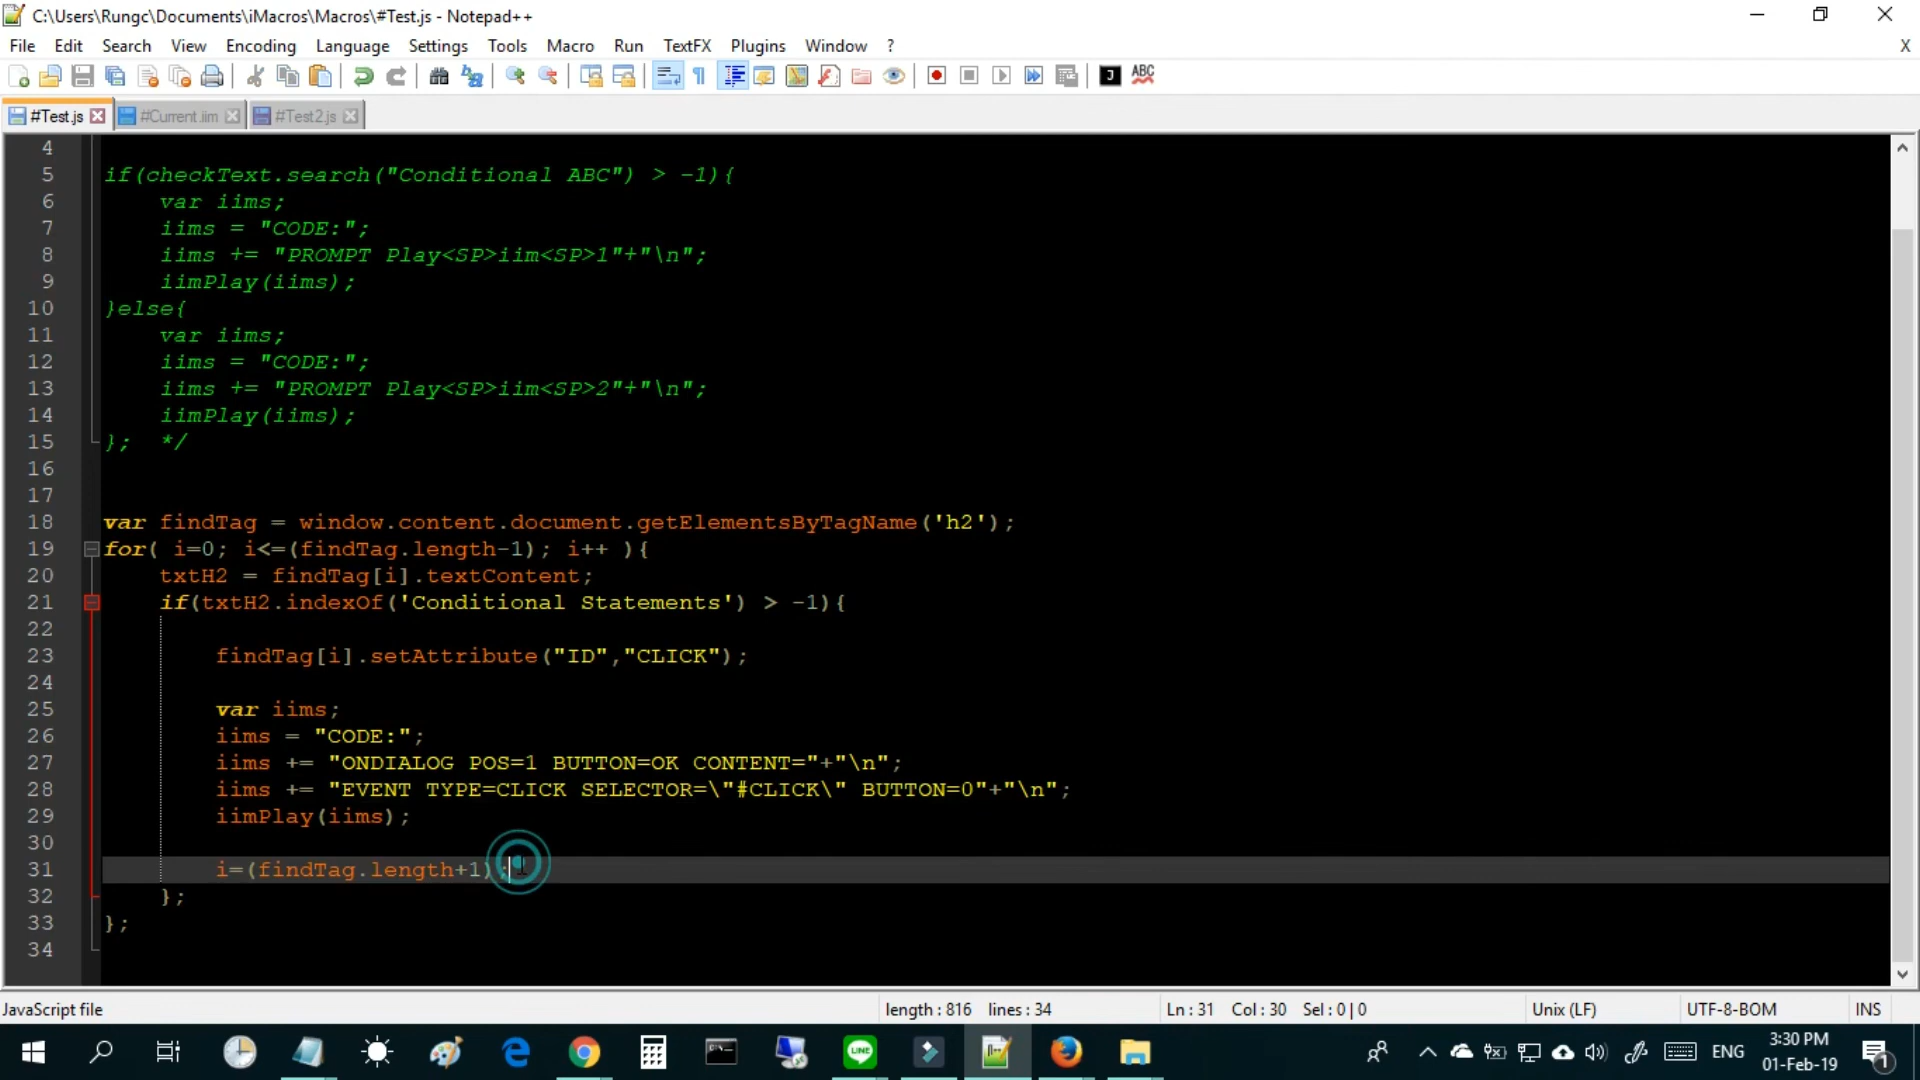 C:\Users\Rungc\Documents\iMacros\Macros\#Test.js - Notepad++
File Edit Search View Encoding Language Settings Tools Macro Run TextFX Plugins Window ? X
ABC
#Test.js #Current.iim #Test2.js
4
5 if(checkText.search("Conditional ABC") > -1){
6 var iims;
7 iims = "CODE:";
8 iims += "PROMPT Play<SP>iim<SP>1"+"\n";
9 iimPlay(iims);
10 }else{
11 var iims;
12 iims = "CODE:";
13 iims += "PROMPT Play<SP>iim<SP>2"+"\n";
14 iimPlay(iims);
15 }; */
16
17
18 var findTag = window.content.document.getElementsByTagName('h2');
19 for( i=0; i<=(findTag.length-1); i++ ){
20 txtH2 = findTag[i].textContent;
21 if(txtH2.indexOf('Conditional Statements') > -1){
22
23 findTag[i].setAttribute("ID","CLICK");
24
25 var iims;
26 iims = "CODE:";
27 iims += "ONDIALOG POS=1 BUTTON=OK CONTENT="+"\n";
28 iims += "EVENT TYPE=CLICK SELECTOR=\"#CLICK\" BUTTON=0"+"\n";
29 iimPlay(iims);
30
31 i=(findTag.length+1);
32 };
33 };
34
JavaScript file length : 816 lines : 34 Ln : 31 Col : 30 Sel : 0 | 0 Unix (LF) UTF-8-BOM INS
LINE
ENG
3:30 PM
01-Feb-19
1